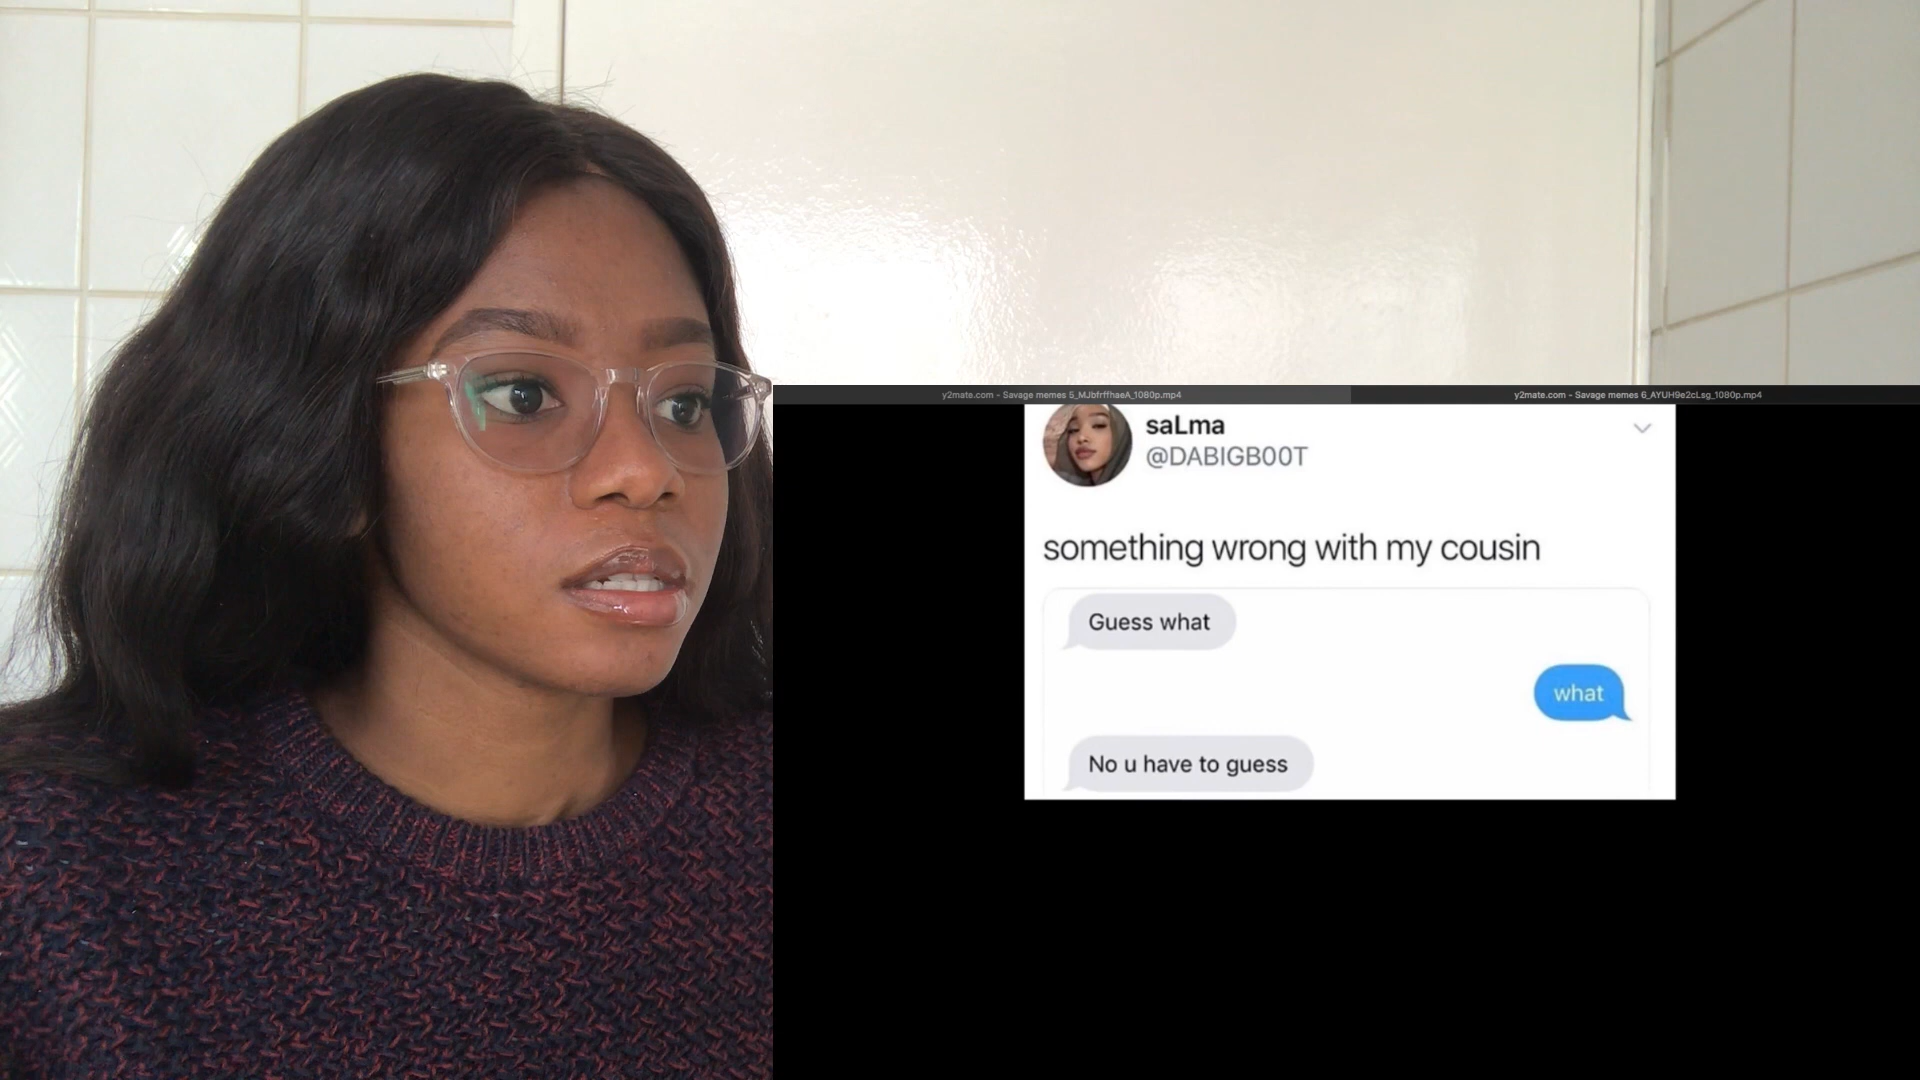 y2mate.com - Savage memes 5_MJbfrffhaeA_1080p.mp4
y2mate.com - Savage memes 6_AYUH9e2cLsg_1080p.mp4
saLma
@DABIGB00T
something wrong with my cousin
Guess what
what
No u have to guess